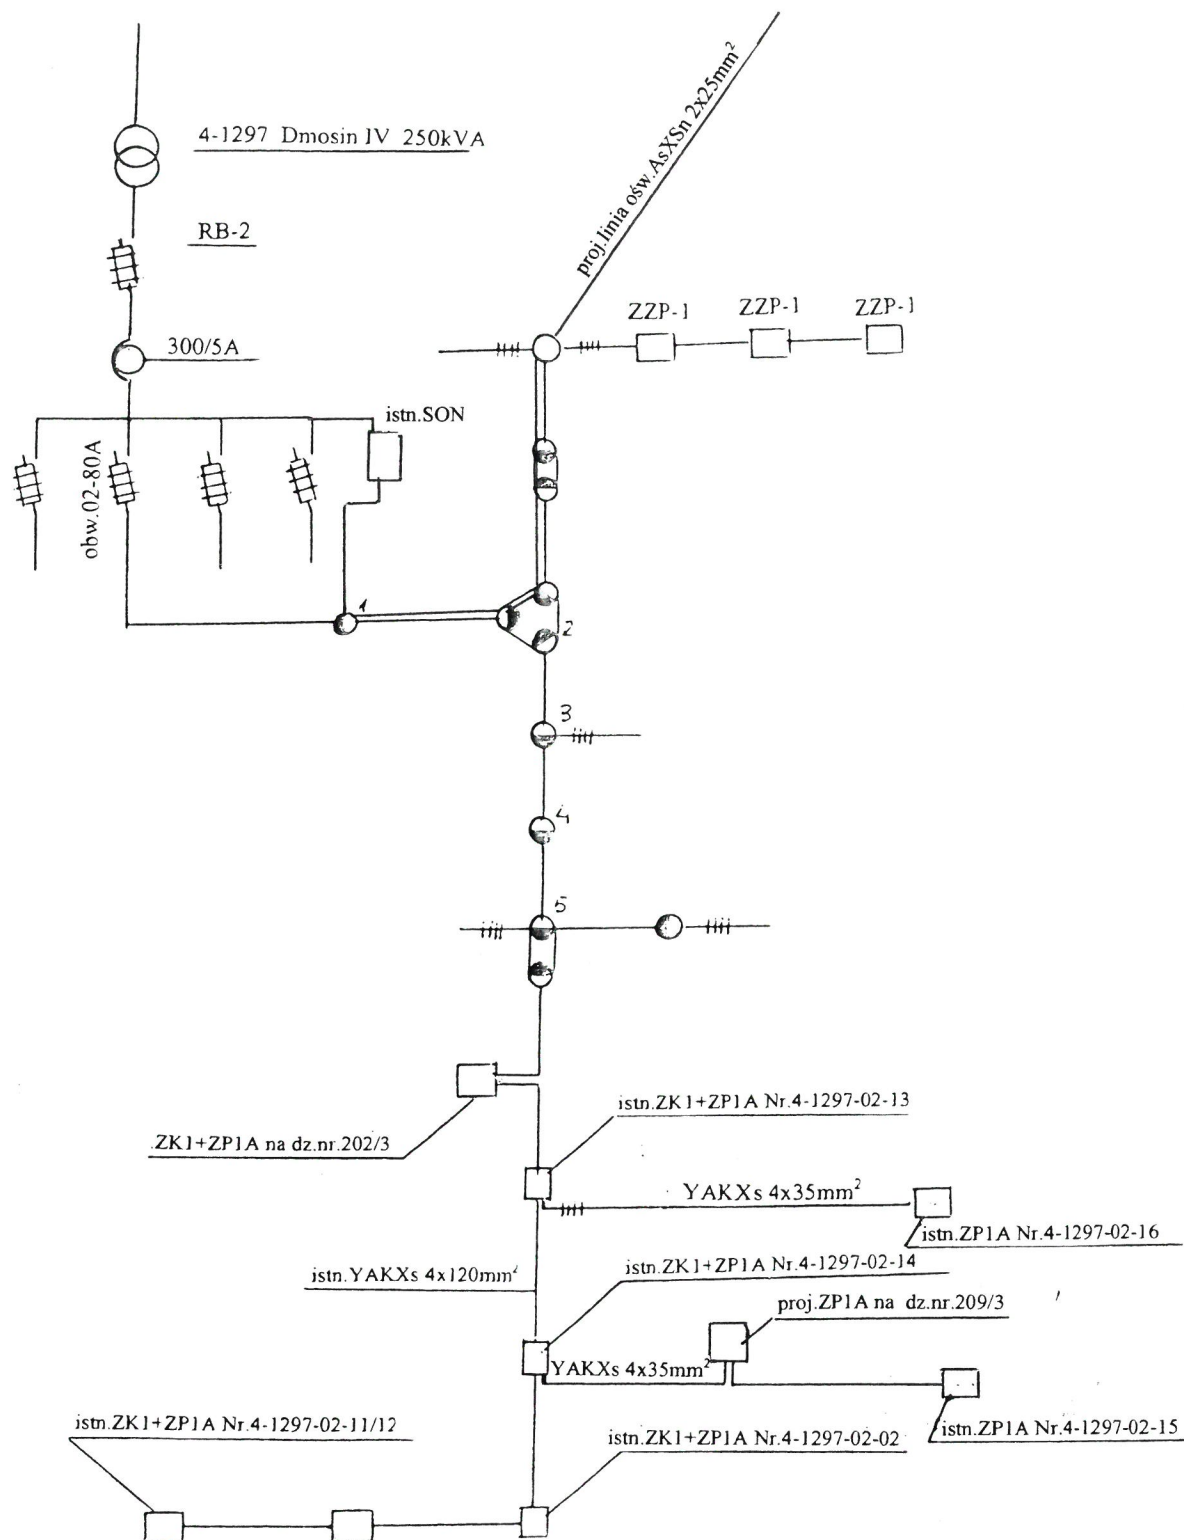 4-1297 Dmosin IV 250kVA
proj.linia ośw.AsXSn 2x25mm²
RB-2
ZZP-1
ZZP-1
ZZP-1
300/5A
istn.SON
obw.02-80A
1
2
3
4
5
istn.ZK1+ZP1A Nr.4-1297-02-13
.ZK1+ZP1A na dz.nr.202/3
YAKXs 4x35mm²
istn.ZP1A Nr.4-1297-02-16
istn.YAKXs 4x120mm²
istn.ZK1+ZP1A Nr.4-1297-02-14
proj.ZP1A na dz.nr.209/3
YAKXs 4x35mm²
istn.ZK1+ZP1A Nr.4-1297-02-11/12
istn.ZK1+ZP1A Nr.4-1297-02-02
istn.ZP1A Nr.4-1297-02-15